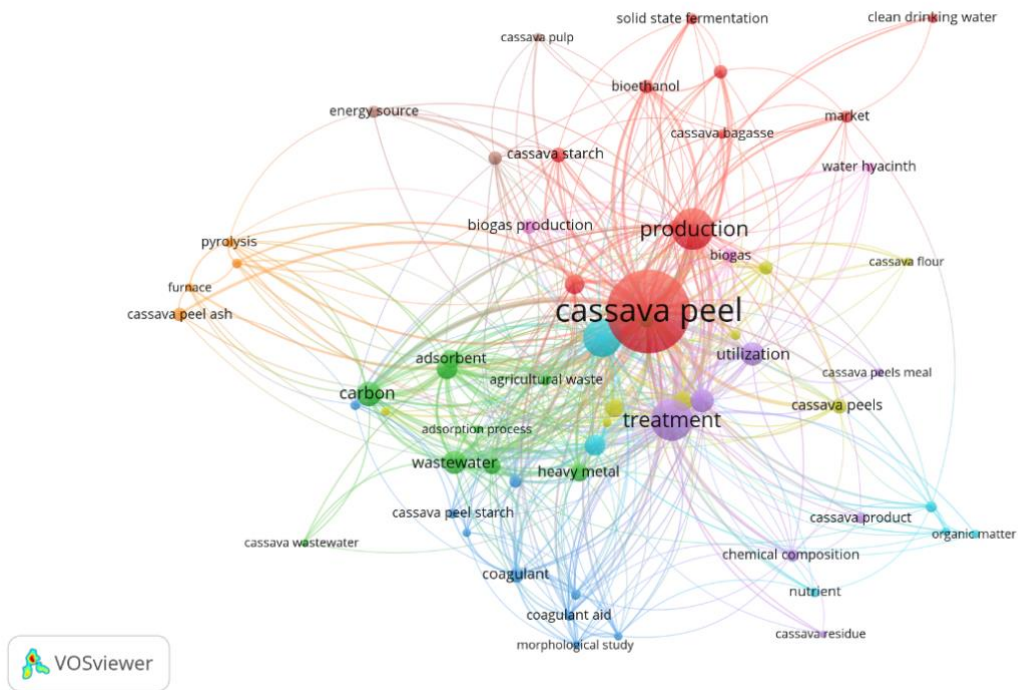 solid state fermentation
clean drinking water
cassava pulp
bioethanol
energy source
market
cassava bagasse
cassava starch
water hyacinth
biogas production
production
pyrolysis
biogas
cassava flour
furnace
cassava peel
cassava peel ash
adsorbent
utilization
agricultural waste
cassava peels meal
carbon
cassava peels
treatment
adsorption process
wastewater
heavy metal
cassava peel starch
cassava product
organic matter
cassava wastewater
chemical composition
coagulant
nutrient
coagulant aid
cassava residue
morphological study
VOSviewer